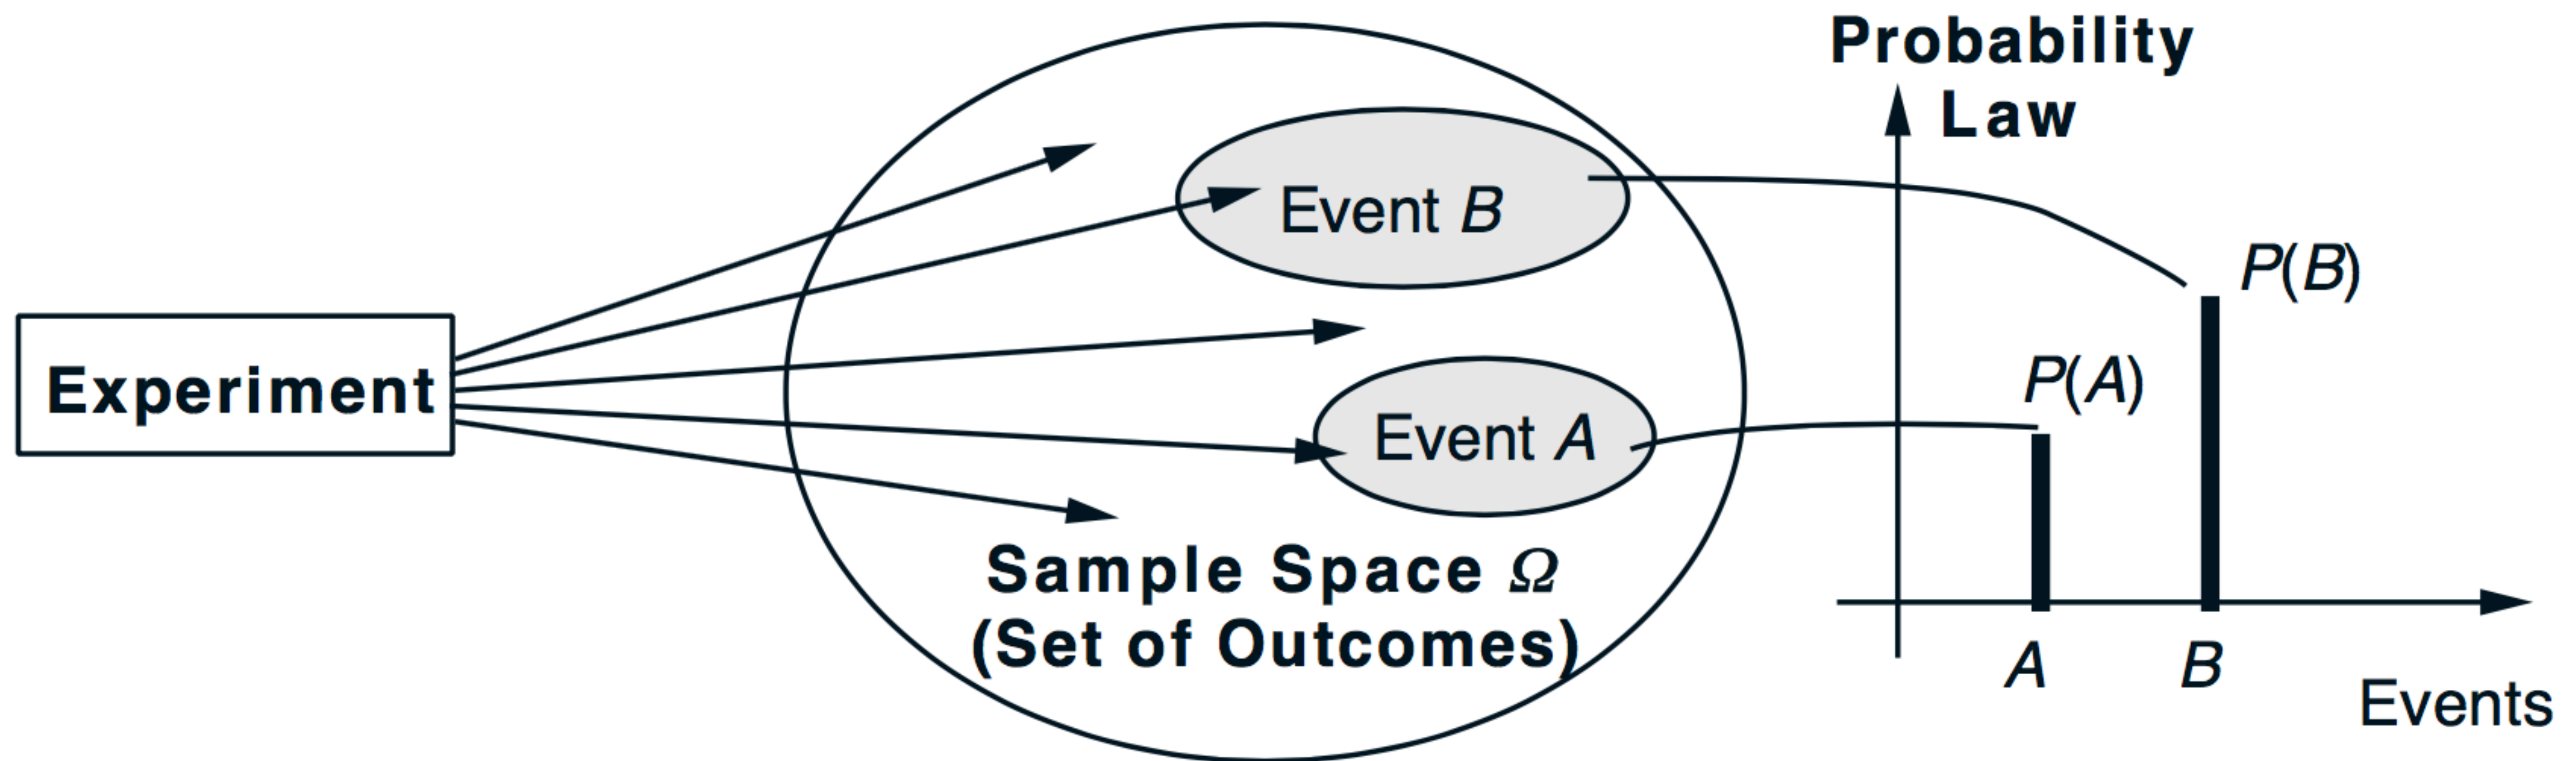 Experiment
Event B
Event A
Sample Space Ω
(Set of Outcomes)
Probability
Law
P(B)
P(A)
A
B
Events